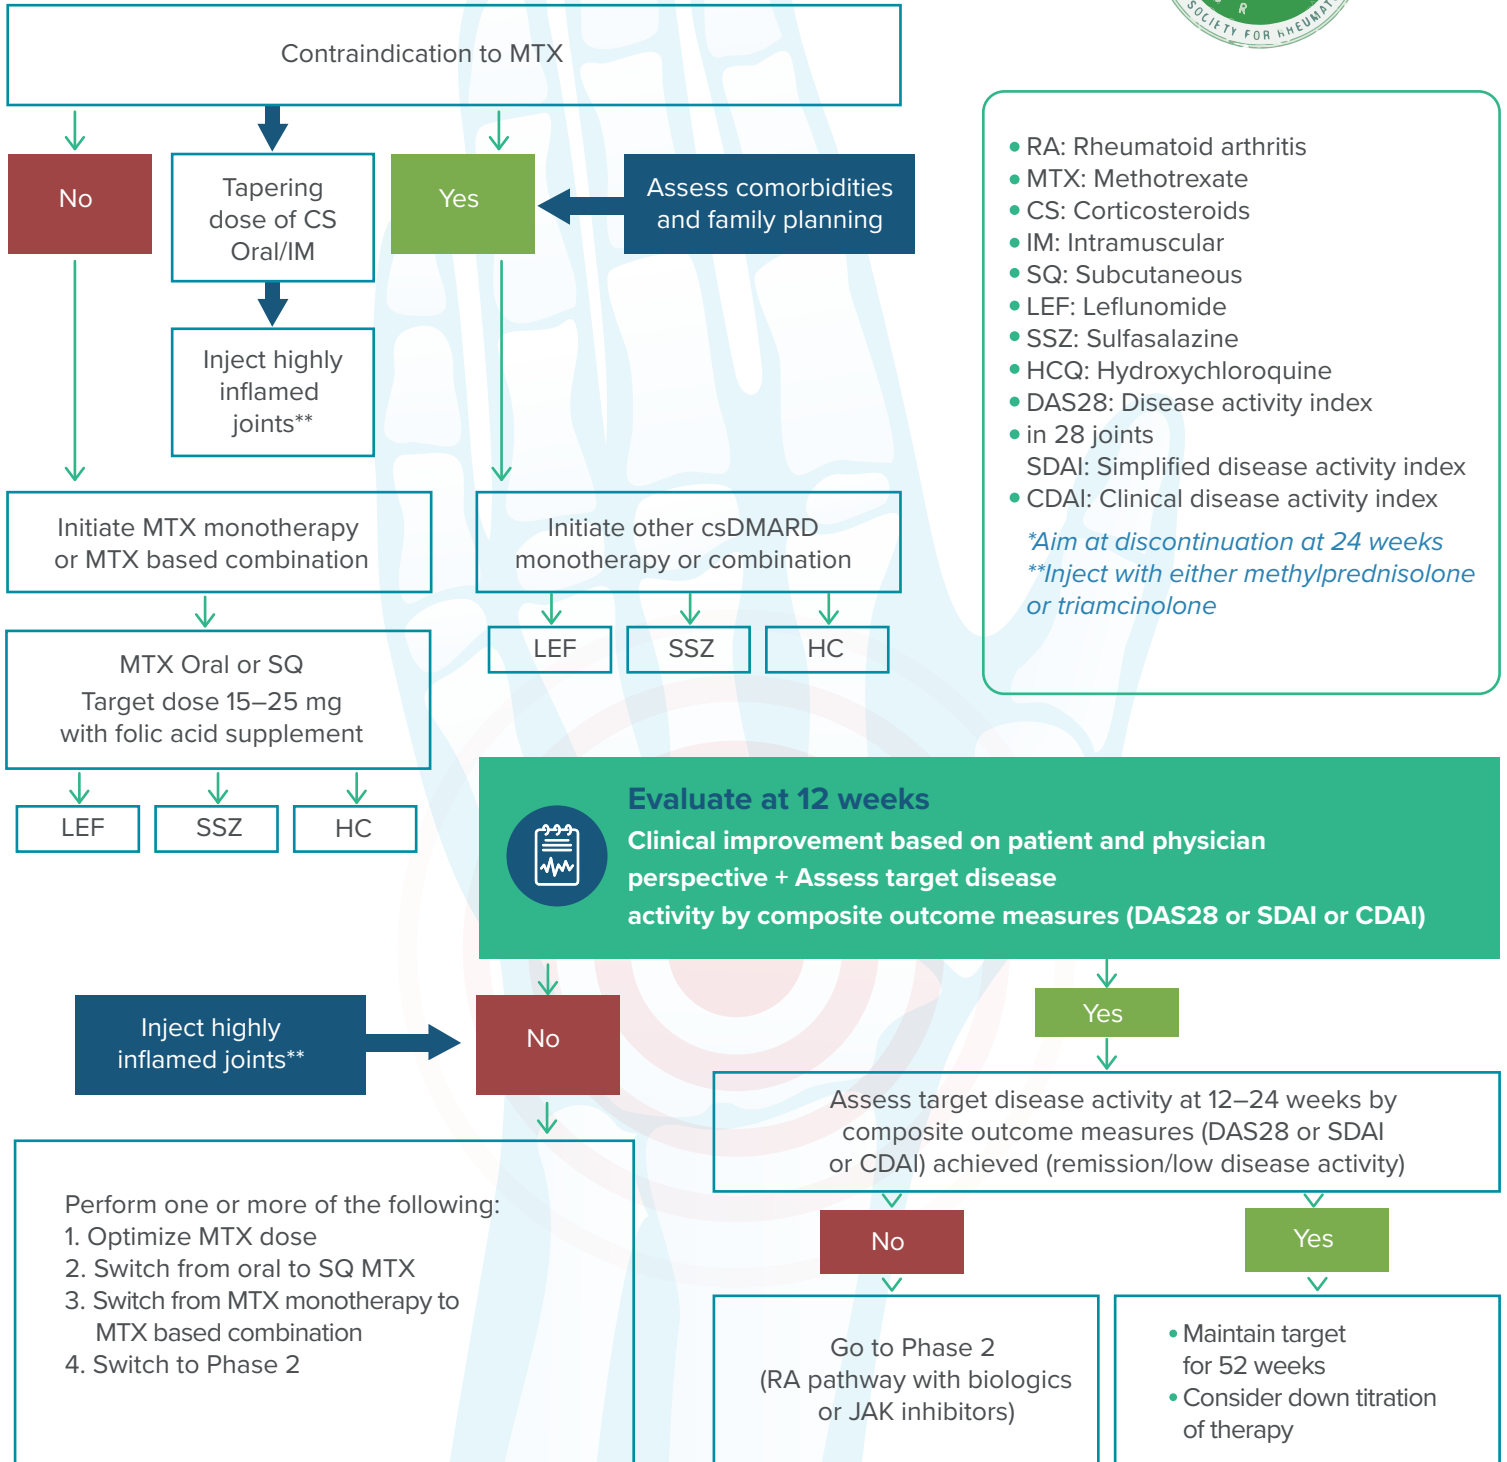 SOCIETY FOR RHEUMAT
R
Contraindication to MTX
No
Tapering
dose of CS
Oral/IM
Yes
Assess comorbidities
and family planning
Inject highly
inflamed
joints**
Initiate MTX monotherapy
or MTX based combination
Initiate other csDMARD
monotherapy or combination
LEF
SSZ
HC
MTX Oral or SQ
Target dose 15–25 mg
with folic acid supplement
LEF
SSZ
HC
• RA: Rheumatoid arthritis
• MTX: Methotrexate
• CS: Corticosteroids
• IM: Intramuscular
• SQ: Subcutaneous
• LEF: Leflunomide
• SSZ: Sulfasalazine
• HCQ: Hydroxychloroquine
• DAS28: Disease activity index
• in 28 joints
SDAI: Simplified disease activity index
• CDAI: Clinical disease activity index
*Aim at discontinuation at 24 weeks
**Inject with either methylprednisolone
or triamcinolone
Evaluate at 12 weeks
Clinical improvement based on patient and physician
perspective + Assess target disease
activity by composite outcome measures (DAS28 or SDAI or CDAI)
Inject highly
inflamed joints**
No
Yes
Perform one or more of the following:
1. Optimize MTX dose
2. Switch from oral to SQ MTX
3. Switch from MTX monotherapy to
MTX based combination
4. Switch to Phase 2
Assess target disease activity at 12–24 weeks by
composite outcome measures (DAS28 or SDAI
or CDAI) achieved (remission/low disease activity)
No
Yes
Go to Phase 2
(RA pathway with biologics
or JAK inhibitors)
• Maintain target
for 52 weeks
• Consider down titration
of therapy